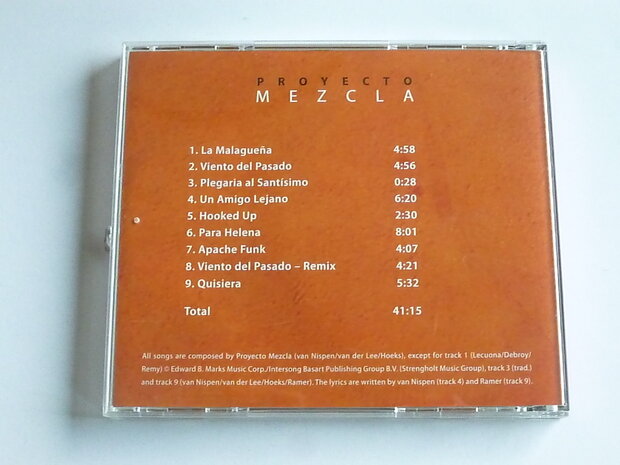 PROYECTO
MEZCLA
1. La Malagueña 4:58
2. Viento del Pasado 4:56
3. Plegaria al Santísimo 0:28
4. Un Amigo Lejano 6:20
5. Hooked Up 2:30
6. Para Helena 8:01
7. Apache Funk 4:07
8. Viento del Pasado – Remix 4:21
9. Quisiera 5:32
Total 41:15
All songs are composed by Proyecto Mezcla (van Nispen/van der Lee/Hoeks), except for track 1 (Lecuona/Debroy/
Remy) © Edward B. Marks Music Corp./Intersong Basart Publishing Group B.V. (Strengholt Music Group), track 3 (trad.)
and track 9 (van Nispen/van der Lee/Hoeks/Ramer). The lyrics are written by van Nispen (track 4) and Ramer (track 9).